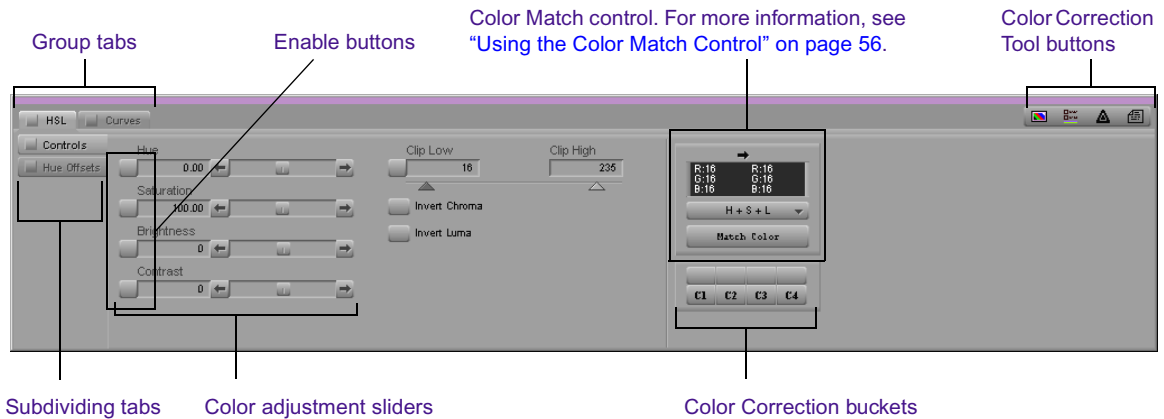 Color Match control. For more information, see
“Using the Color Match Control” on page 56.
Color Correction
Tool buttons
Group tabs
Enable buttons
HSL
Curves
Controls
Hue Offsets
Hue
0.00
Saturation
100.00
Brightness
0
Contrast
0
Clip Low
16
Clip High
235
Invert Chroma
Invert Luma
R:16 R:16
G:16 G:16
B:16 B:16
H + S + L
Match Color
C1 C2 C3 C4
Subdividing tabs
Color adjustment sliders
Color Correction buckets